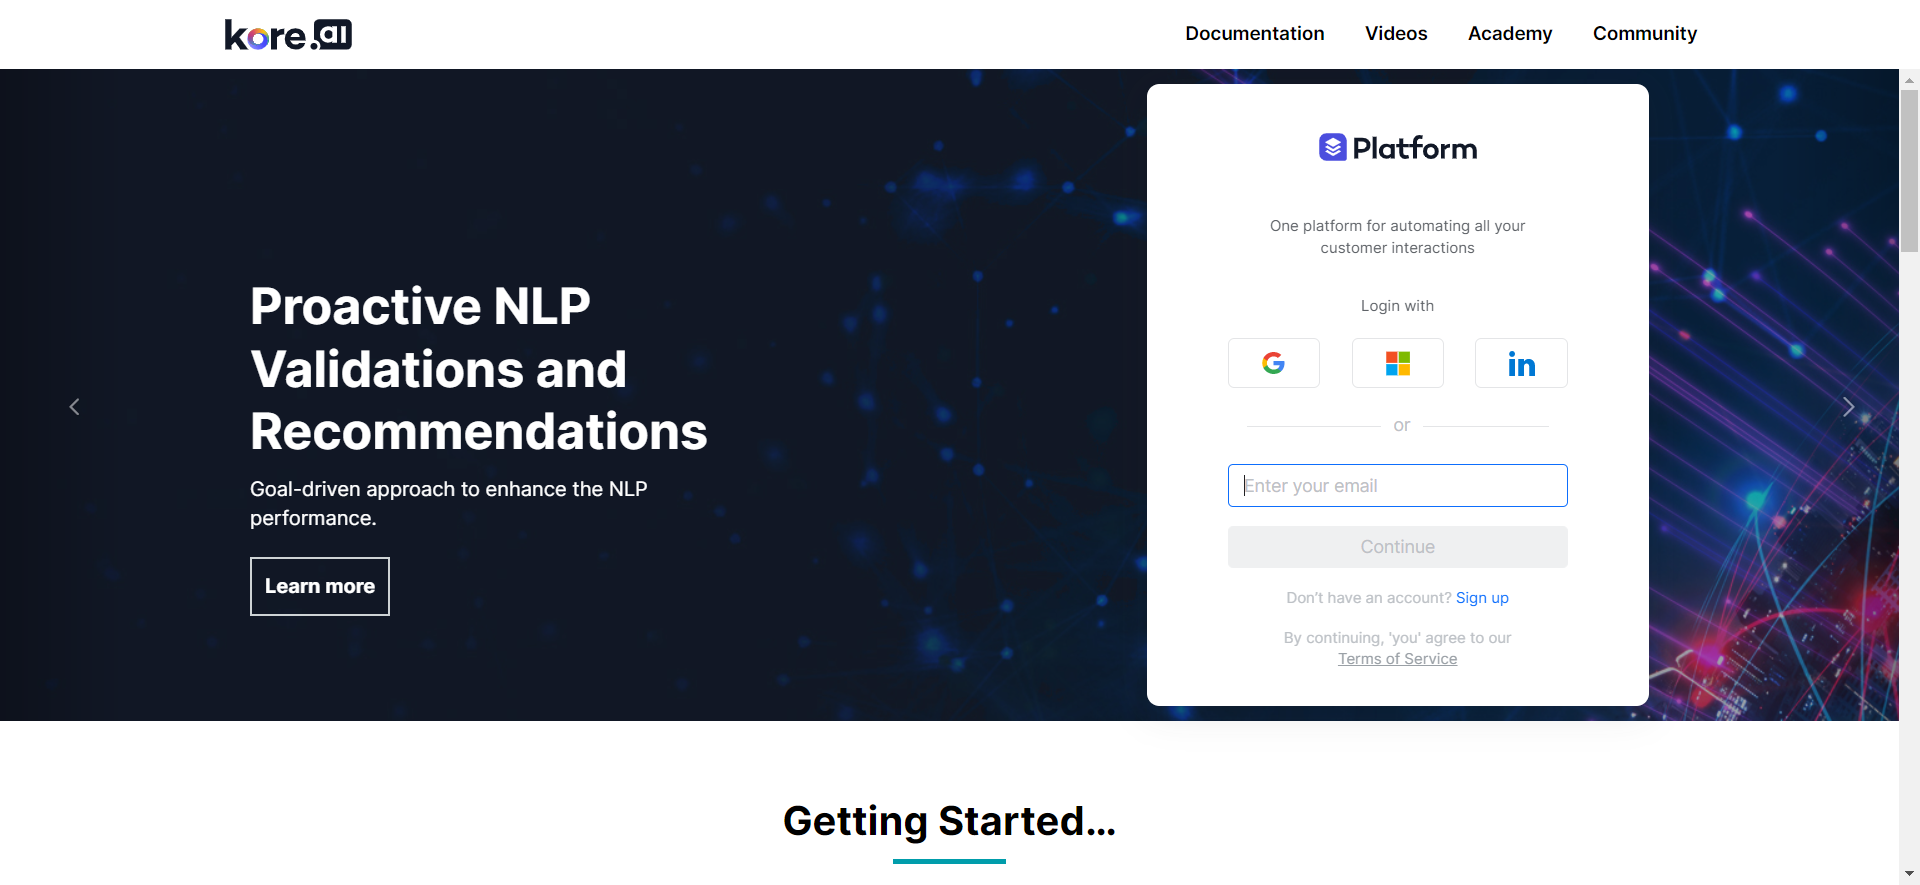 kore.ai
Documentation
Videos
Academy
Community
Proactive NLP
Validations and
Recommendations
Goal-driven approach to enhance the NLP
performance.
Learn more
Platform
One platform for automating all your
customer interactions
Login with
or
Enter your email
Continue
Don't have an account? Sign up
By continuing, 'you' agree to our
Terms of Service
Getting Started...